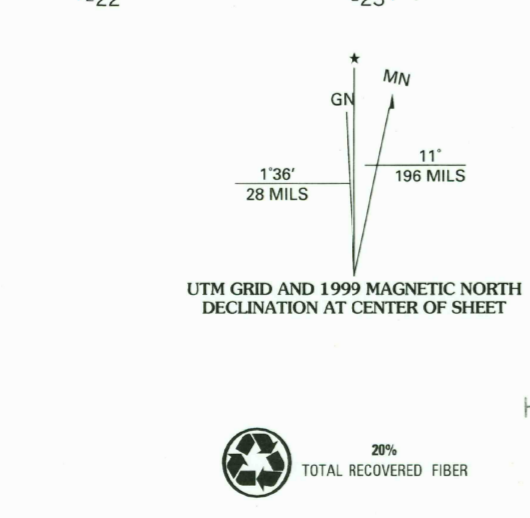 ★
GN
MN
1°36'
28 MILS
11°
196 MILS
UTM GRID AND 1999 MAGNETIC NORTH
DECLINATION AT CENTER OF SHEET
20%
TOTAL RECOVERED FIBER